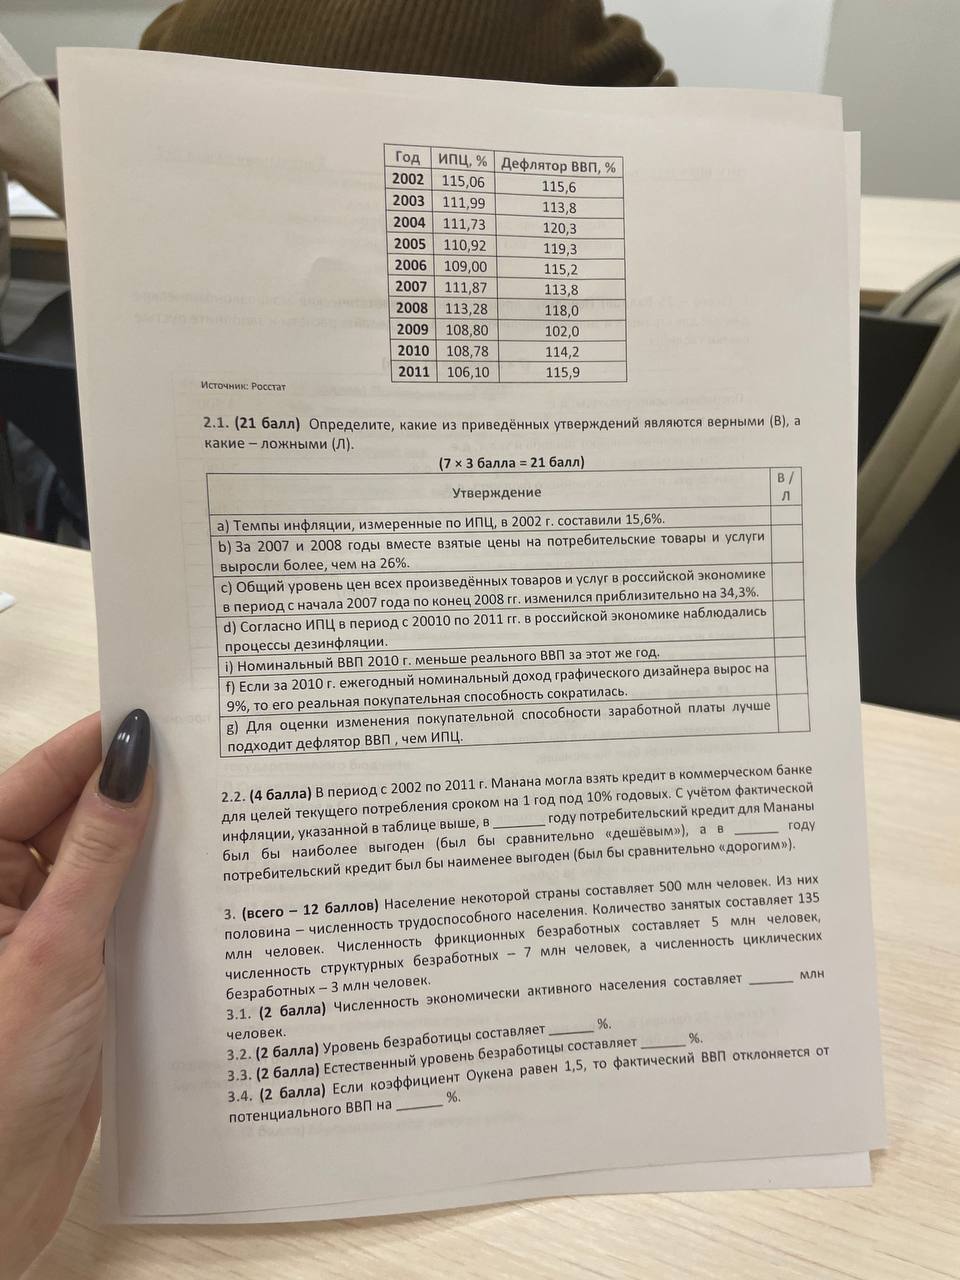 Год ИПЦ, % Дефлятор ВВП, %
2002 115,06 115,6
2003 111,99 113,8
2004 111,73 120,3
2005 110,92 119,3
2006 109,00 115,2
2007 111,87 113,8
2008 113,28 118,0
2009 108,80 102,0
2010 108,78 114,2
2011 106,10 115,9
Источник: Росстат
2.1. (21 балл) Определите, какие из приведённых утверждений являются верными (В), а
какие – ложными (Л).
(7 × 3 балла = 21 балл)
Утверждение В / Л
a) Темпы инфляции, измеренные по ИПЦ, в 2002 г. составили 15,6%.
b) За 2007 и 2008 годы вместе взятые цены на потребительские товары и услуги
выросли более, чем на 26%.
c) Общий уровень цен всех произведённых товаров и услуг в российской экономике
в период с начала 2007 года по конец 2008 гг. изменился приблизительно на 34,3%.
d) Согласно ИПЦ в период с 20010 по 2011 гг. в российской экономике наблюдались
процессы дезинфляции.
i) Номинальный ВВП 2010 г. меньше реального ВВП за этот же год.
f) Если за 2010 г. ежегодный номинальный доход графического дизайнера вырос на
9%, то его реальная покупательная способность сократилась.
g) Для оценки изменения покупательной способности заработной платы лучше
подходит дефлятор ВВП , чем ИПЦ.
2.2. (4 балла) В период с 2002 по 2011 г. Манана могла взять кредит в коммерческом банке
для целей текущего потребления сроком на 1 год под 10% годовых. С учётом фактической
инфляции, указанной в таблице выше, в ______ году потребительский кредит для Мананы
был бы наиболее выгоден (был бы сравнительно «дешёвым»), а в ______ году
потребительский кредит был бы наименее выгоден (был бы сравнительно «дорогим»).
3. (всего – 12 баллов) Население некоторой страны составляет 500 млн человек. Из них
половина – численность трудоспособного населения. Количество занятых составляет 135
млн человек. Численность фрикционных безработных составляет 5 млн человек,
численность структурных безработных – 7 млн человек, а численность циклических
безработных – 3 млн человек.
3.1. (2 балла) Численность экономически активного населения составляет ______ млн
человек.
3.2. (2 балла) Уровень безработицы составляет ______ %.
3.3. (2 балла) Естественный уровень безработицы составляет ______ %.
3.4. (2 балла) Если коэффициент Оукена равен 1,5, то фактический ВВП отклоняется от
потенциального ВВП на ______ %.